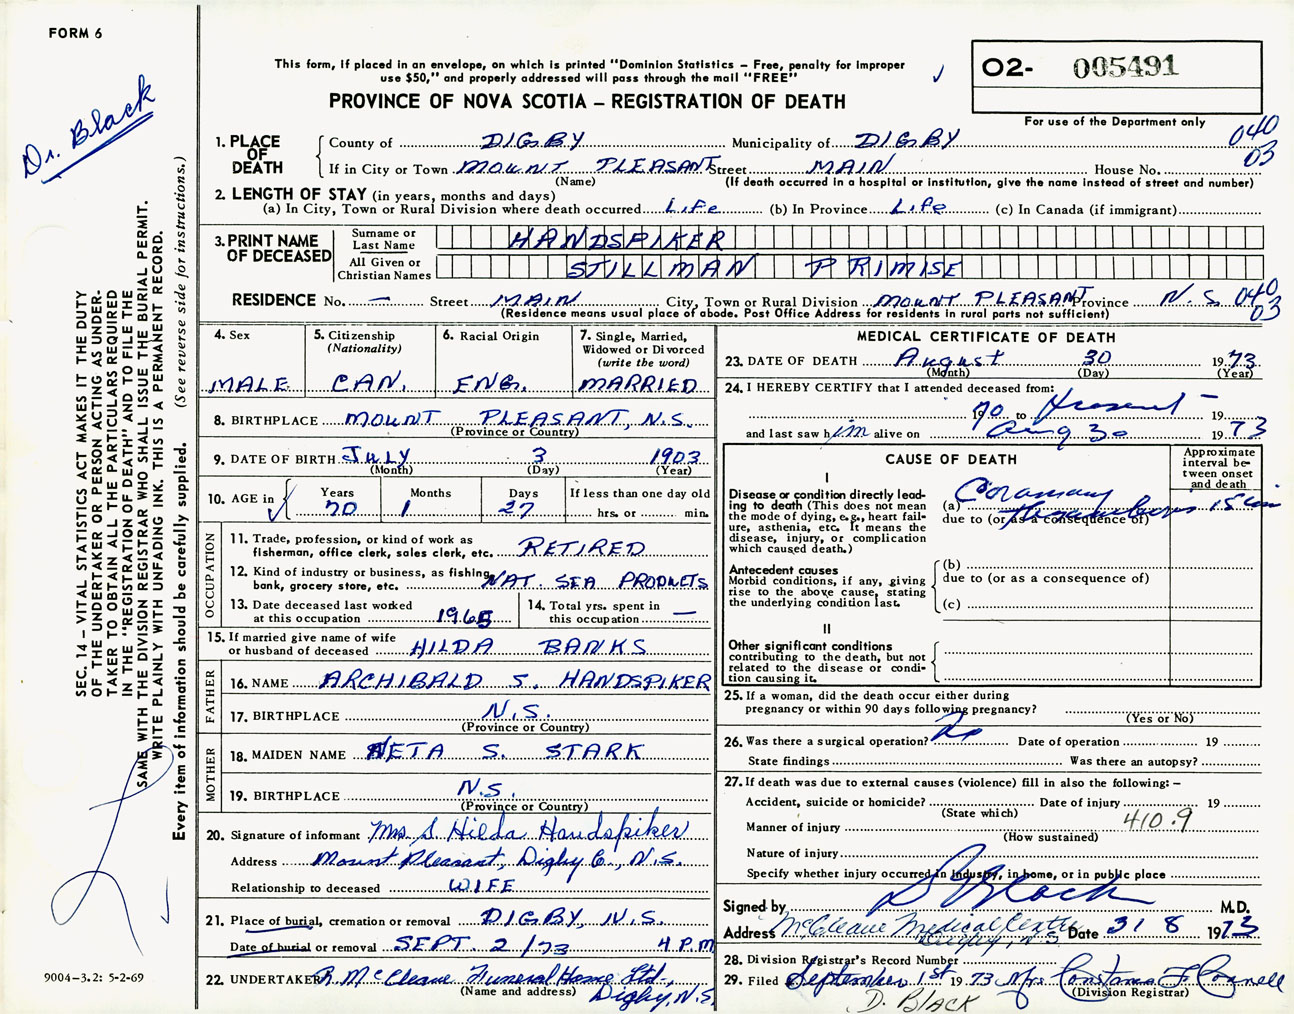 FORM 6
This form, if placed in an envelope, on which is printed "Dominion Statistics – Free, penalty for improper
use $50," and properly addressed will pass through the mail "FREE"
PROVINCE OF NOVA SCOTIA – REGISTRATION OF DEATH
O2- 005491
For use of the Department only
Dr. Black
040
03
1. PLACE OF DEATH
County of DIGBY Municipality of DIGBY
If in City or Town MOUNT PLEASANT Street MAIN House No.
(Name) (If death occurred in a hospital or institution, give the name instead of street and number)
2. LENGTH OF STAY (in years, months and days)
(a) In City, Town or Rural Division where death occurred Life (b) In Province Life (c) In Canada (if immigrant)
3. PRINT NAME OF DECEASED
Surname or Last Name HANDSPIKER
All Given or Christian Names STILLMAN PRIMISE
RESIDENCE No. — Street MAIN City, Town or Rural Division MOUNT PLEASANT Province N.S. 040
03
(Residence means usual place of abode. Post Office Address for residents in rural parts not sufficient)
4. Sex
MALE
5. Citizenship
(Nationality)
CAN.
6. Racial Origin
ENG.
7. Single, Married,
Widowed or Divorced
(write the word)
MARRIED
8. BIRTHPLACE MOUNT PLEASANT, N.S.
(Province or Country)
9. DATE OF BIRTH JULY 3 1903
(Month) (Day) (Year)
10. AGE in Years 70 Months 1 Days 27 If less than one day old
hrs. or min.
OCCUPATION
11. Trade, profession, or kind of work as
fisherman, office clerk, sales clerk, etc. RETIRED
12. Kind of industry or business, as fishing,
bank, grocery store, etc. NAT. SEA PRODUCTS
13. Date deceased last worked
at this occupation 1965
14. Total yrs. spent in
this occupation —
15. If married give name of wife
or husband of deceased HILDA BANKS
FATHER
16. NAME ARCHIBALD S. HANDSPIKER
17. BIRTHPLACE N.S.
(Province or Country)
MOTHER
18. MAIDEN NAME NETA S. STARK
19. BIRTHPLACE N.S.
(Province or Country)
20. Signature of informant Mrs S. Hilda Handspiker
Address Mount Pleasant, Digby Co., N.S.
Relationship to deceased WIFE
21. Place of burial, cremation or removal DIGBY, N.S.
Date of burial or removal SEPT. 2/73 4 P.M
22. UNDERTAKER R. McCleave Funeral Home Ltd.
(Name and address) Digby, N.S.
MEDICAL CERTIFICATE OF DEATH
23. DATE OF DEATH August 30 1973
(Month) (Day) (Year)
24. I HEREBY CERTIFY that I attended deceased from:
1970 to Present – 19
and last saw him alive on Aug 30 1973
CAUSE OF DEATH
Approximate
interval be-
tween onset
and death
I
Disease or condition directly lead-
ing to death (This does not mean
the mode of dying, e.g., heart fail-
ure, asthenia, etc. It means the
disease, injury, or complication
which caused death.)
(a) Coronary thrombosis 15 min
due to (or as a consequence of)
Antecedent causes
Morbid conditions, if any, giving
rise to the above cause, stating
the underlying condition last.
(b)
due to (or as a consequence of)
(c)
II
Other significant conditions
contributing to the death, but not
related to the disease or condi-
tion causing it.
25. If a woman, did the death occur either during
pregnancy or within 90 days following pregnancy?
(Yes or No)
26. Was there a surgical operation? No Date of operation 19
State findings Was there an autopsy?
27. If death was due to external causes (violence) fill in also the following: –
Accident, suicide or homicide? Date of injury 19
(State which)
Manner of injury 410.9
(How sustained)
Nature of injury
Specify whether injury occurred in industry, in home, or in public place
Signed by D Black M.D.
Address McCleave Medical Centre Date 31 8 1973
Digby, N.S.
28. Division Registrar's Record Number
29. Filed September 1st 1973 Mrs. Constance F. Connell
(Division Registrar)
D. BLACK
SEC. 14 – VITAL STATISTICS ACT MAKES IT THE DUTY
OF THE UNDERTAKER OR PERSON ACTING AS UNDER-
TAKER TO OBTAIN ALL THE PARTICULARS REQUIRED
IN THE "REGISTRATION OF DEATH" AND TO FILE THE
SAME WITH THE DIVISION REGISTRAR WHO SHALL ISSUE THE BURIAL PERMIT.
WRITE PLAINLY WITH UNFADING INK. THIS IS A PERMANENT RECORD.
Every item of information should be carefully supplied. (See reverse side for instructions.)
9004–3.2: 5-2-69